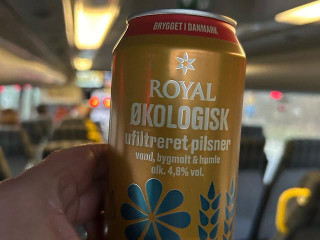 BRYGGET I DANMARK
ROYAL
ØKOLOGISK
ufiltreret pilsner
vand, bygmalt & humle
alk. 4,8% vol.